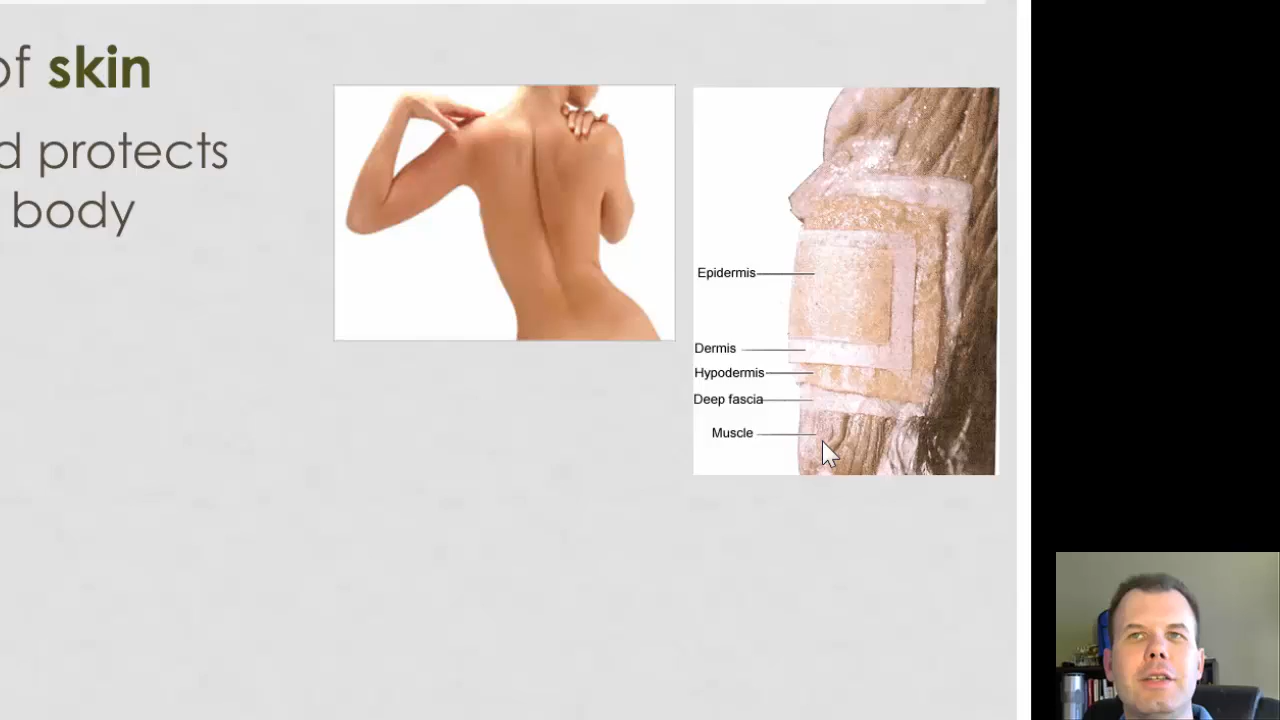 of skin
d protects
body
Epidermis
Dermis
Hypodermis
Deep fascia
Muscle